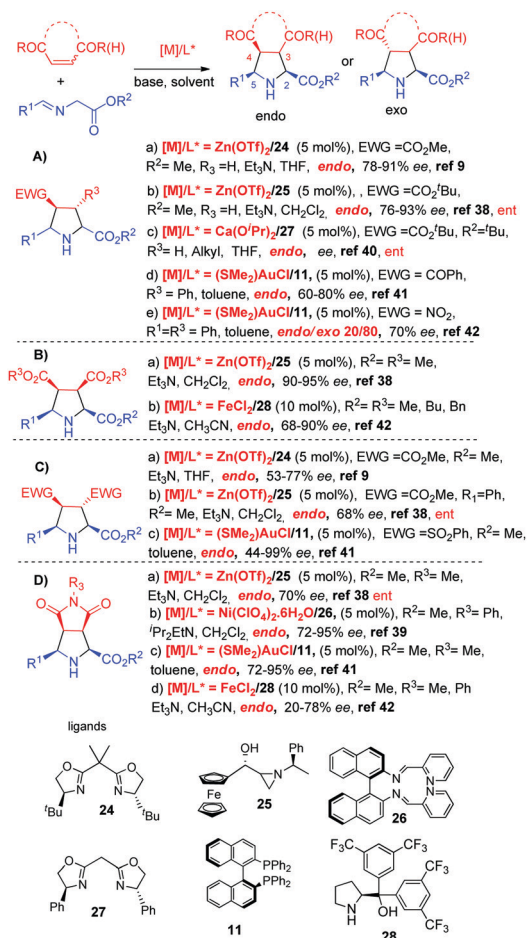 RO COR(H)
+
R¹ N OR² O
[M]/L*
base, solvent
ROC COR(H)
4 3
R¹ 5 N H 2 CO₂R²
endo
or
ROC COR(H)
R¹ N H CO₂R²
exo
A)
EWG R³
R¹ N H CO₂R²
a) [M]/L* = Zn(OTf)₂/24 (5 mol%), EWG =CO₂Me,
R²= Me, R₃ =H, Et₃N, THF, endo, 78-91% ee, ref 9
b) [M]/L* = Zn(OTf)₂/25 (5 mol%), , EWG =CO₂ᵗBu,
R²= Me, R₃ =H, Et₃N, CH₂Cl₂, endo, 76-93% ee, ref 38, ent
c) [M]/L* = Ca(OⁱPr)₂/27 (5 mol%), EWG =CO₂ᵗBu, R²=ᵗBu,
R³= H, Alkyl, THF, endo, ee, ref 40, ent
d) [M]/L* = (SMe₂)AuCl/11, (5 mol%), EWG = COPh,
R³ = Ph, toluene, endo, 60-80% ee, ref 41
e) [M]/L* = (SMe₂)AuCl/11, (5 mol%), EWG = NO₂,
R¹=R³ = Ph, toluene, endo/exo 20/80, 70% ee, ref 42
B)
R³O₂C CO₂R³
R¹ N H CO₂R²
a) [M]/L* = Zn(OTf)₂/25 (5 mol%), R²= R³= Me,
Et₃N, CH₂Cl₂, endo, 90-95% ee, ref 38
b) [M]/L* = FeCl₂/28 (10 mol%), R²= R³= Me, Bu, Bn
Et₃N, CH₃CN, endo, 68-90% ee, ref 42
C)
EWG EWG
R¹ N H CO₂R²
a) [M]/L* = Zn(OTf)₂/24 (5 mol%), EWG =CO₂Me, R²= Me,
Et₃N, THF, endo, 53-77% ee, ref 9
b) [M]/L* = Zn(OTf)₂/25 (5 mol%), EWG =CO₂Me, R₁=Ph,
R²= Me, Et₃N, CH₂Cl₂, endo, 68% ee, ref 38, ent
c) [M]/L* = (SMe₂)AuCl/11, (5 mol%), EWG =SO₂Ph, R²= Me,
toluene, endo, 44-99% ee, ref 41
D)
R₃
O N O
R¹ N H CO₂R²
a) [M]/L* = Zn(OTf)₂/25 (5 mol%), R²= Me, R³= Me,
Et₃N, CH₂Cl₂, endo, 70% ee, ref 38 ent
b) [M]/L* = Ni(ClO₄)₂.6H₂O/26, (5 mol%), R²= Me, R³= Ph,
ⁱPr₂EtN, CH₂Cl₂, endo, 72-95% ee, ref 39
c) [M]/L* = (SMe₂)AuCl/11, (5 mol%), R²= Me, R³= Me,
toluene, endo, 72-95% ee, ref 41
d) [M]/L* = FeCl₂/28 (10 mol%), R²= Me, R³= Me, Ph
Et₃N, CH₃CN, endo, 20-78% ee, ref 42
ligands
O O
N N
ᵗBu ᵗBu
24
OH Ph
N
Fe
25
N N
N N
26
O O
N N
Ph Ph
27
PPh₂
PPh₂
11
F₃C CF₃
CF₃
N H OH
CF₃
28